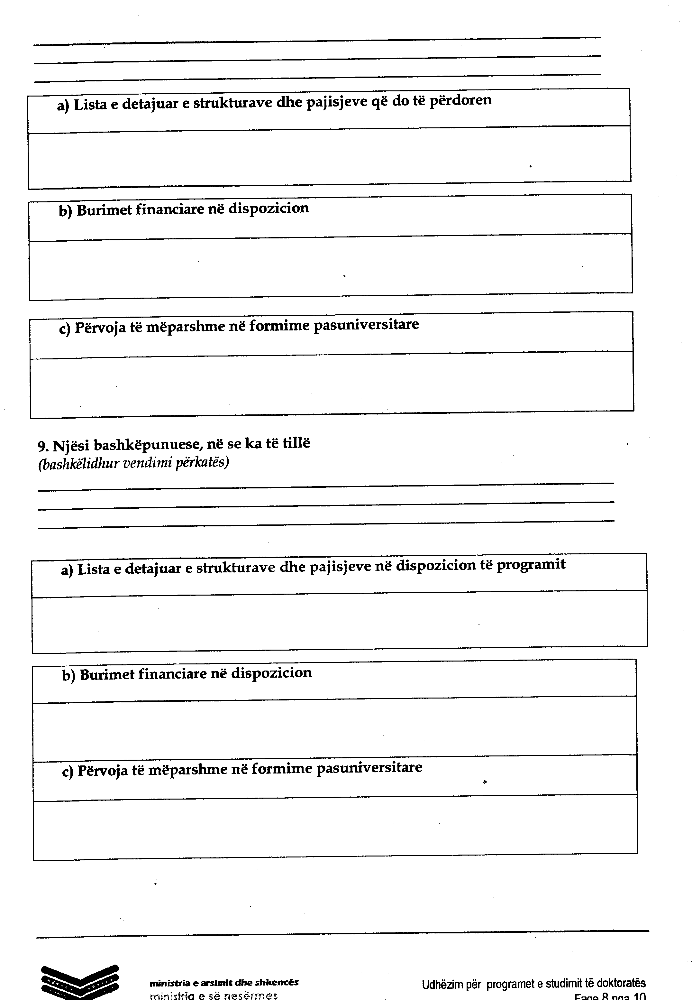 a) Lista e detajuar e strukturave dhe pajisjeve që do të përdoren
b) Burimet financiare në dispozicion
c) Përvoja të mëparshme në formime pasuniversitare
9. Njësi bashkëpunuese, në se ka të tillë
(bashkëlidhur vendimi përkatës)
a) Lista e detajuar e strukturave dhe pajisjeve në dispozicion të programit
b) Burimet financiare në dispozicion
c) Përvoja të mëparshme në formime pasuniversitare
ministria e arsimit dhe shkencës
ministria e së nesërmes
Udhëzim për programet e studimit të doktoratës
Faqe 8 nga 10